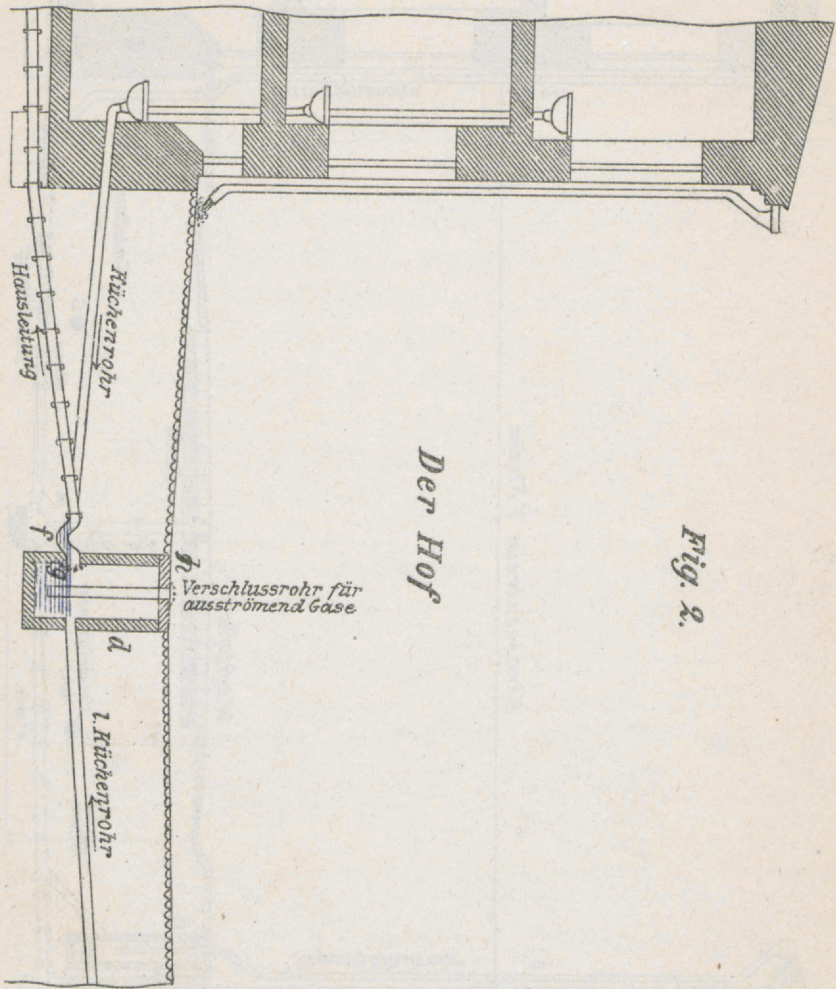 Fig. 2.
Der Hof
Küchenrohr
Hausleitung
f
g
h
Verschlussrohr für
ausströmend Gase
d
l. Küchenrohr